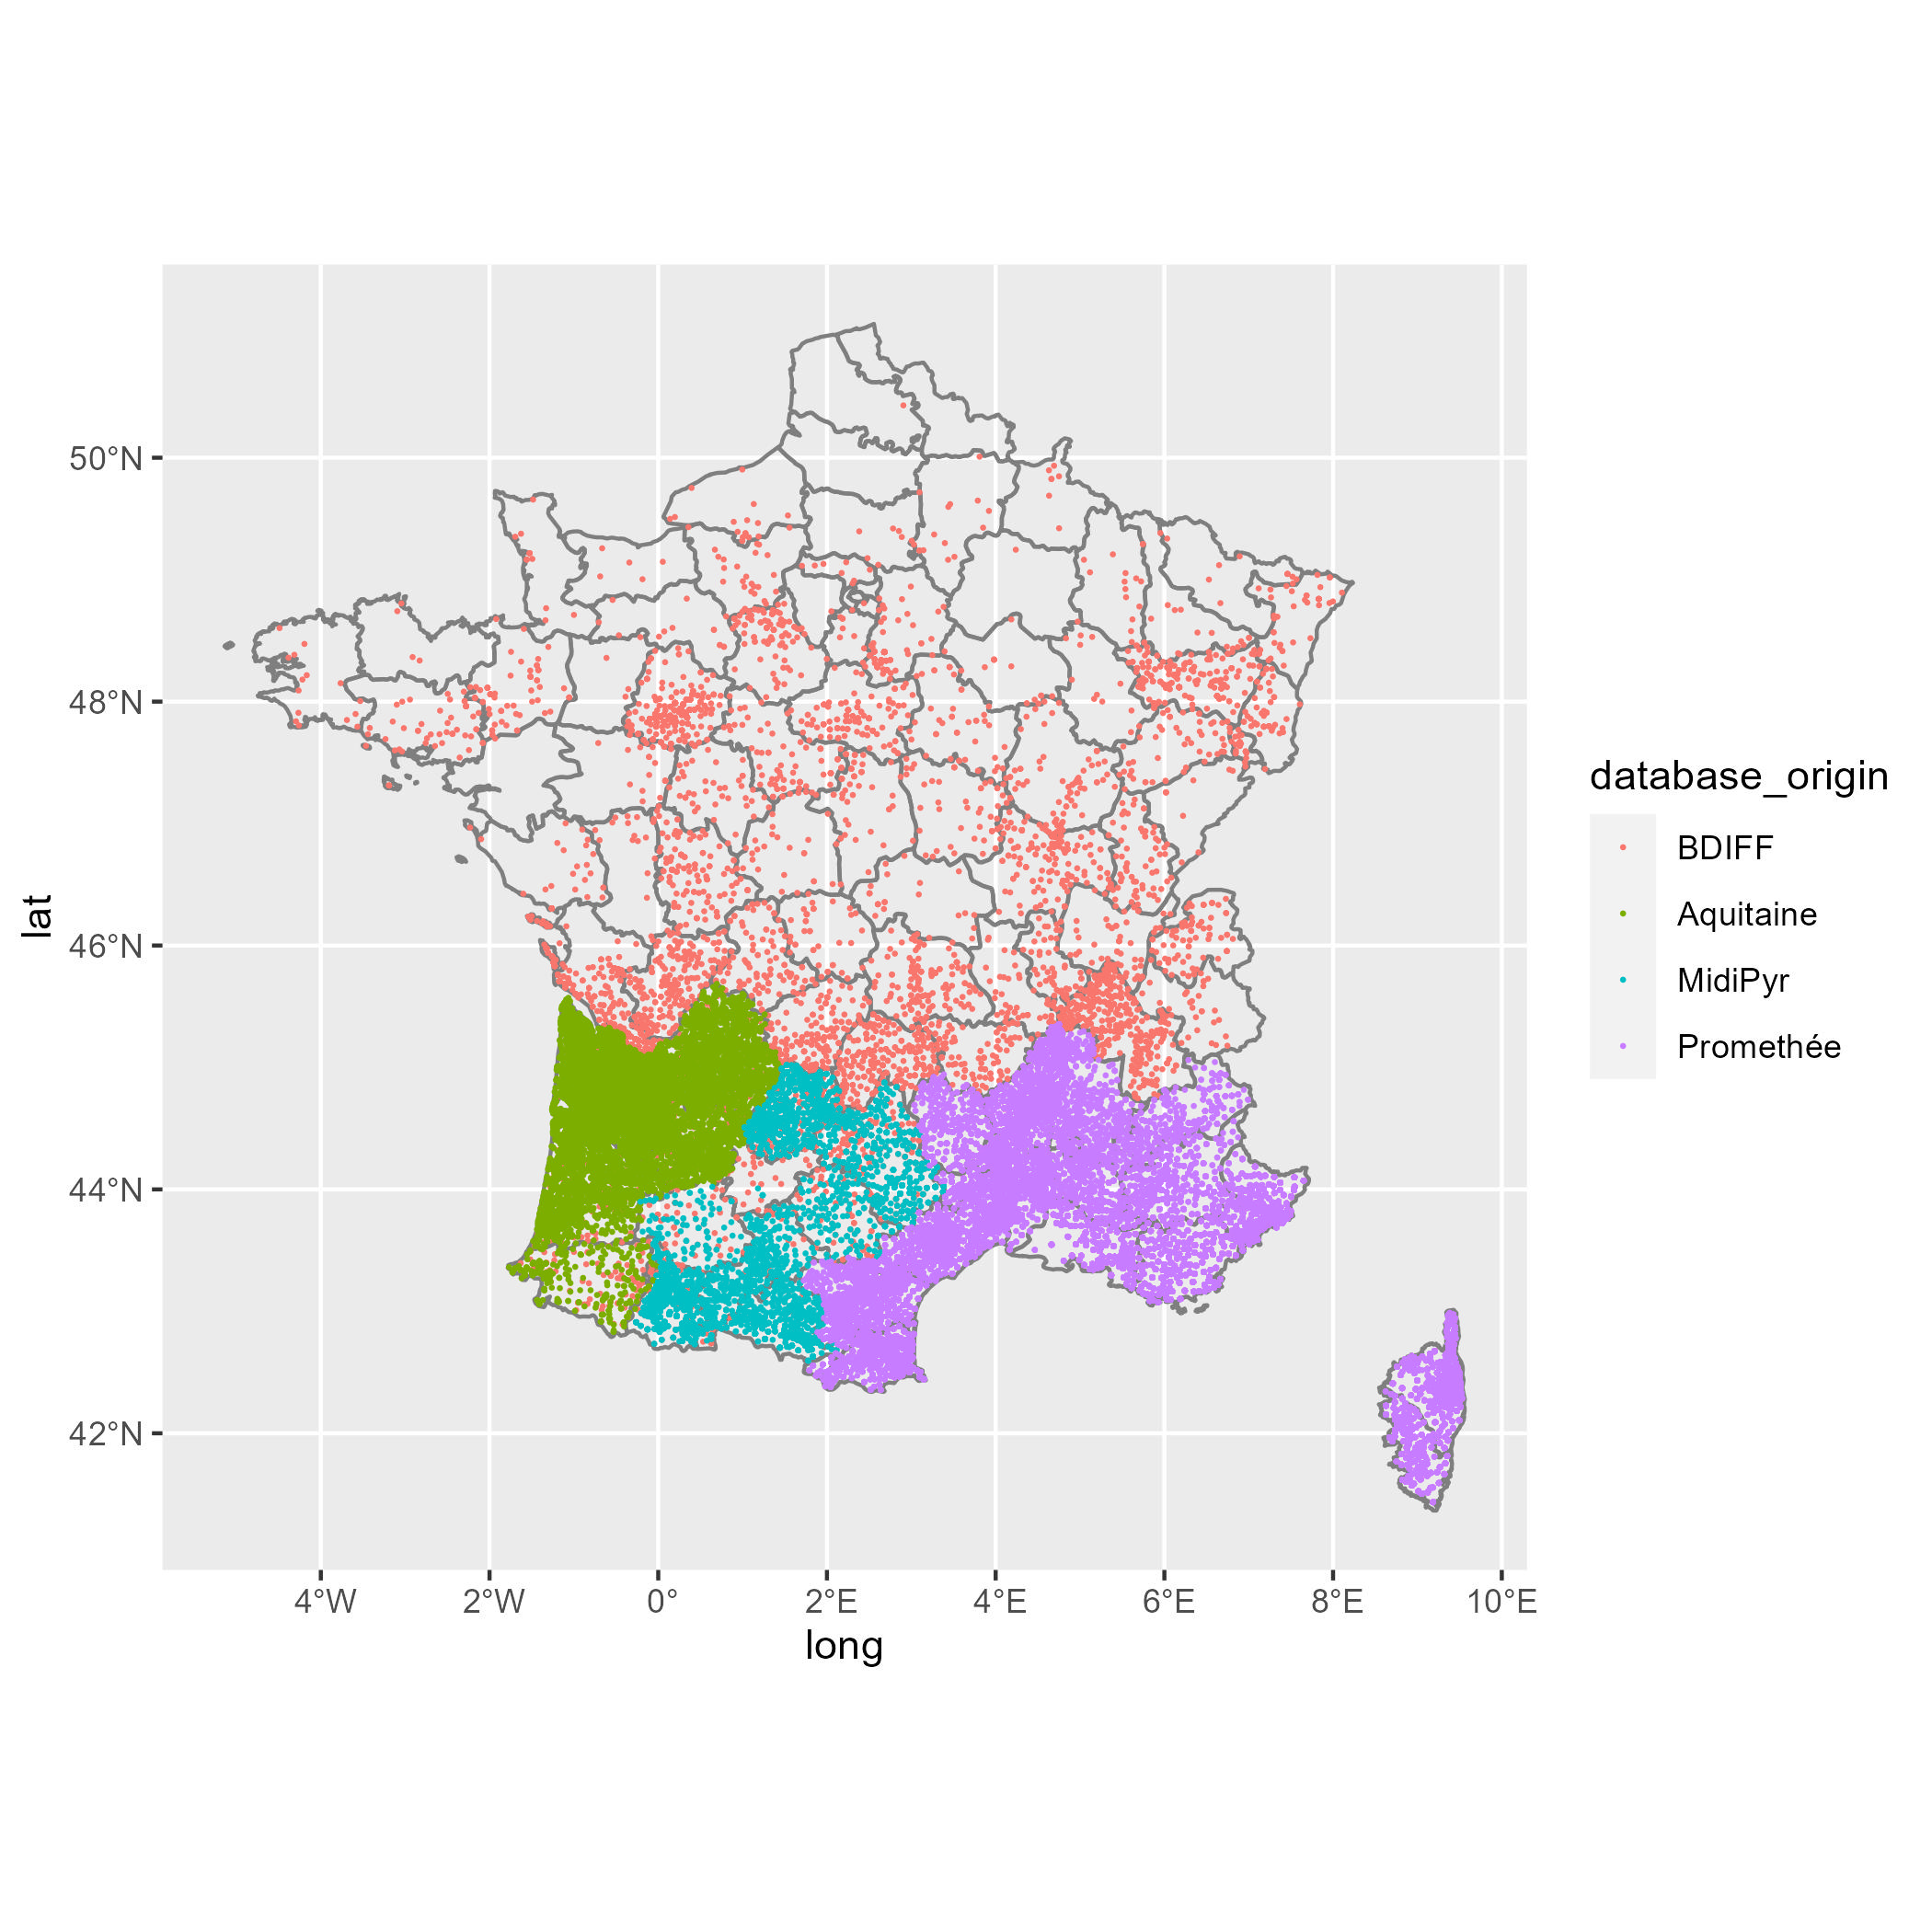 50°N
48°N
46°N
44°N
42°N
lat
4°W 2°W 0° 2°E 4°E 6°E 8°E 10°E
long
database_origin
BDIFF
Aquitaine
MidiPyr
Promethée